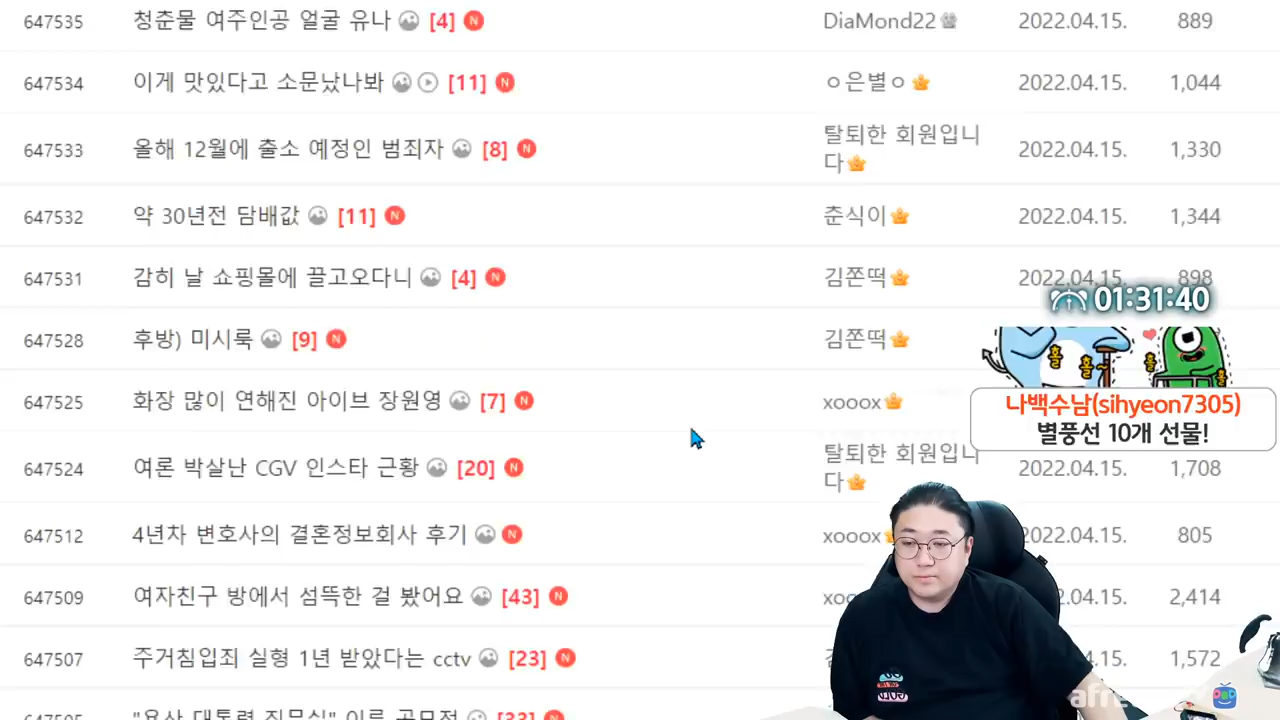 647535 청춘물 여주인공 얼굴 유나 [4] N DiaMond22 2022.04.15. 889
647534 이게 맛있다고 소문났나봐 [11] N ㅇ은별ㅇ 2022.04.15. 1,044
647533 올해 12월에 출소 예정인 범죄자 [8] N 탈퇴한 회원입니다 2022.04.15. 1,330
647532 약 30년전 담배값 [11] N 춘식이 2022.04.15. 1,344
647531 감히 날 쇼핑몰에 끌고오다니 [4] N 김쫀떡 2022.04.15. 898
01:31:40
647528 후방) 미시룩 [9] N 김쫀떡
홀 홀~ 홀 홀
647525 화장 많이 연해진 아이브 장원영 [7] N xooox
나백수남(sihyeon7305)
별풍선 10개 선물!
647524 여론 박살난 CGV 인스타 근황 [20] N 탈퇴한 회원입니다 2022.04.15. 1,708
647512 4년차 변호사의 결혼정보회사 후기 N xooox 2022.04.15. 805
647509 여자친구 방에서 섬뜩한 걸 봤어요 [43] N 2,414
647507 주거침입죄 실형 1년 받았다는 cctv [23] N 1,572